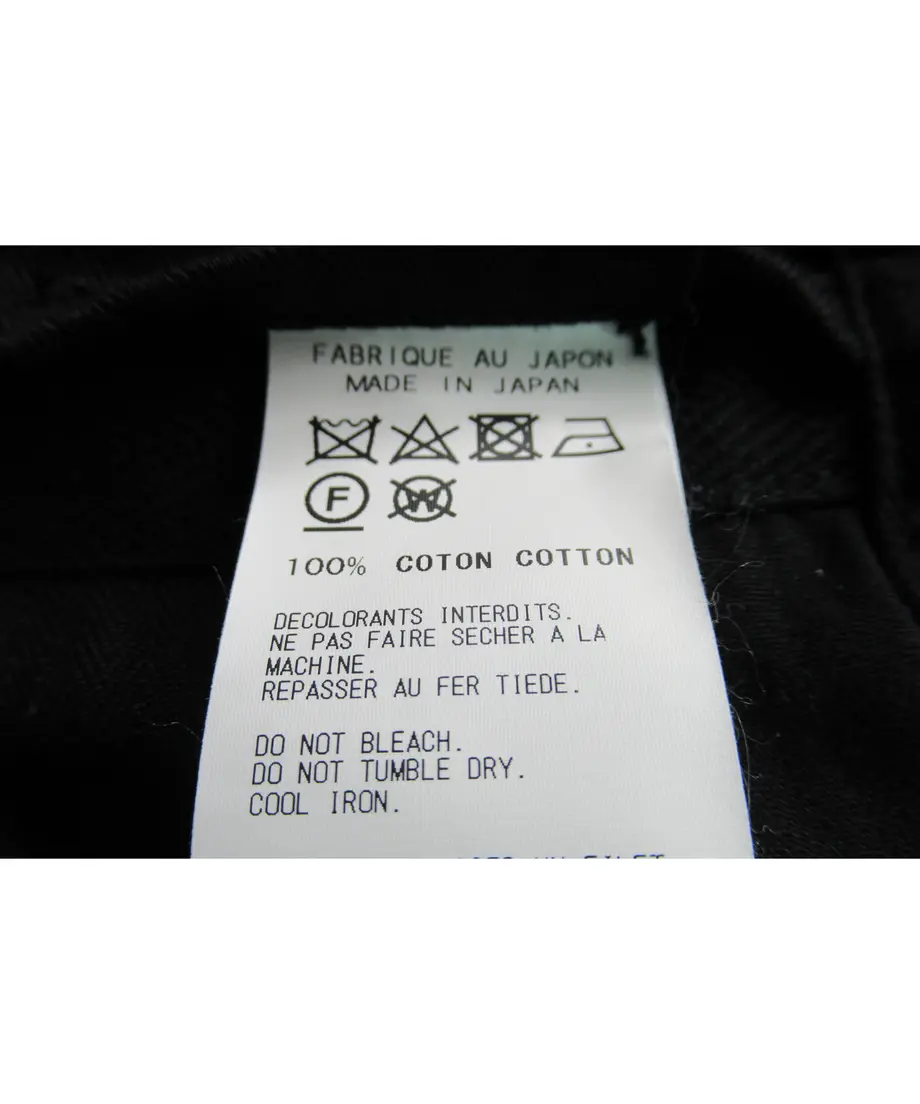 FABRIQUE AU JAPON
MADE IN JAPAN
F
W
100% COTON COTTON
DECOLORANTS INTERDITS.
NE PAS FAIRE SECHER A LA
MACHINE.
REPASSER AU FER TIEDE.
DO NOT BLEACH.
DO NOT TUMBLE DRY.
COOL IRON.